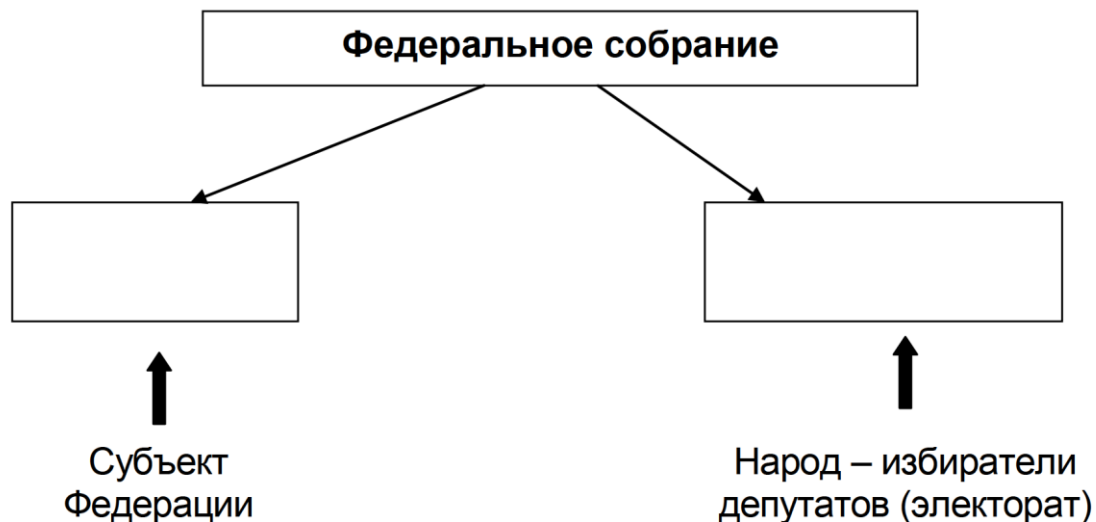 Федеральное собрание
Субъект
Федерации
Народ – избиратели
депутатов (электорат)